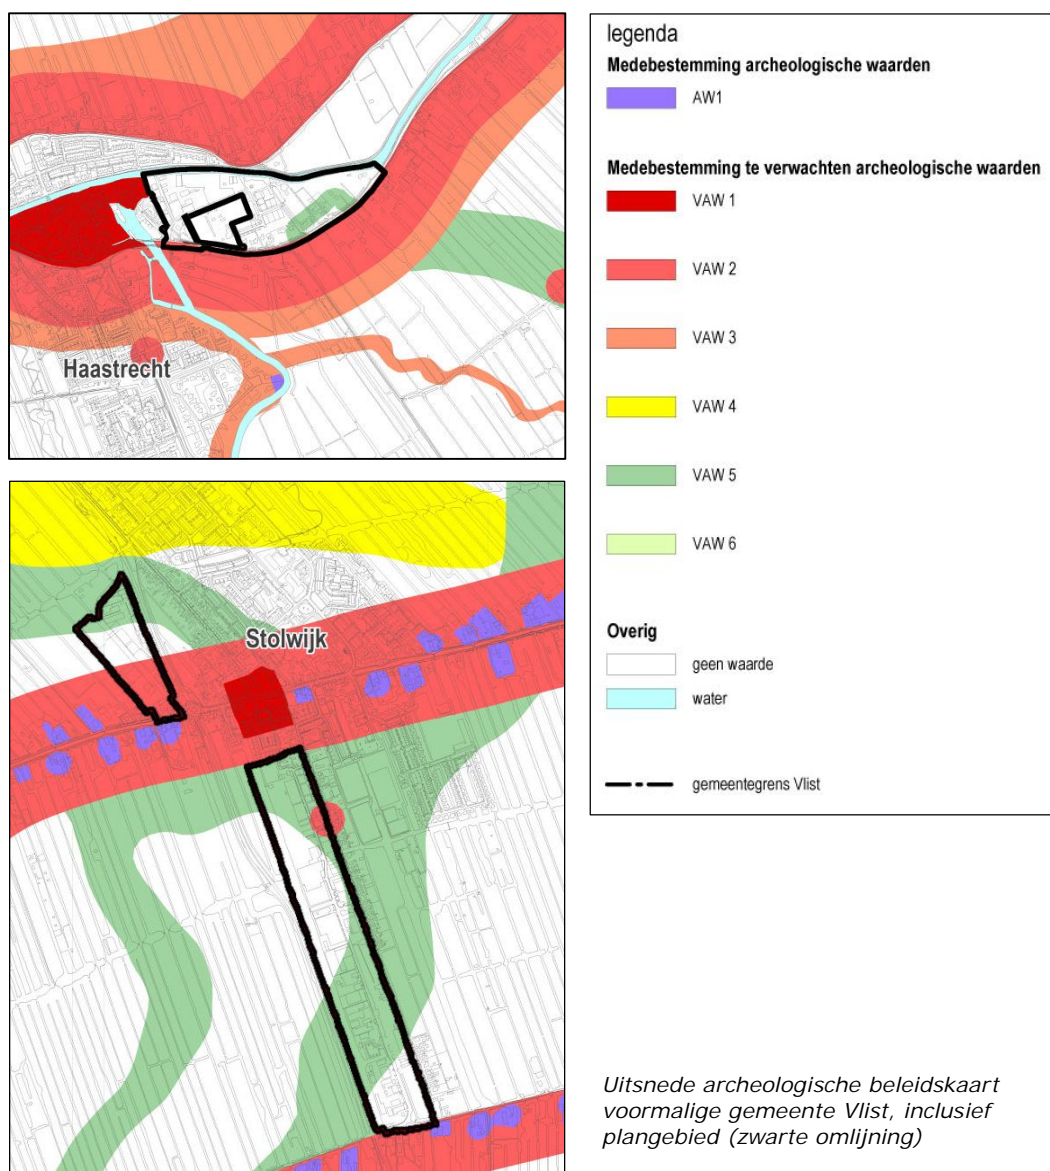 Haastrecht
Stolwijk
legenda
Medebestemming archeologische waarden
AW1
Medebestemming te verwachten archeologische waarden
VAW 1
VAW 2
VAW 3
VAW 4
VAW 5
VAW 6
Overig
geen waarde
water
gemeentegrens Vlist
Uitsnede archeologische beleidskaart
voormalige gemeente Vlist, inclusief
plangebied (zwarte omlijning)